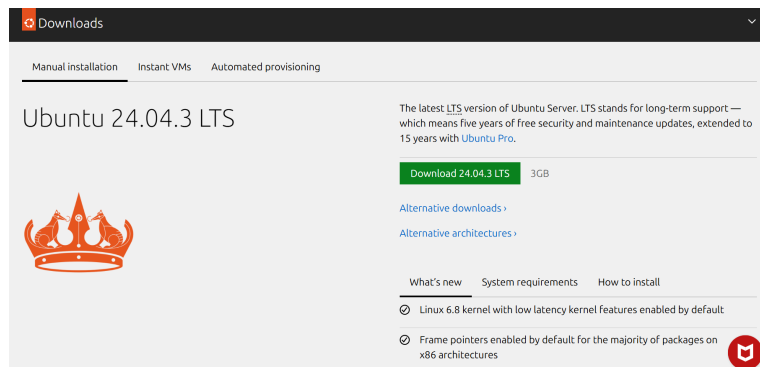 Downloads
Manual installation
Instant VMs
Automated provisioning
Ubuntu 24.04.3 LTS
The latest LTS version of Ubuntu Server. LTS stands for long-term support —
which means five years of free security and maintenance updates, extended to
15 years with Ubuntu Pro.
Download 24.04.3 LTS
3GB
Alternative downloads ›
Alternative architectures ›
What's new
System requirements
How to install
Linux 6.8 kernel with low latency kernel features enabled by default
Frame pointers enabled by default for the majority of packages on
x86 architectures